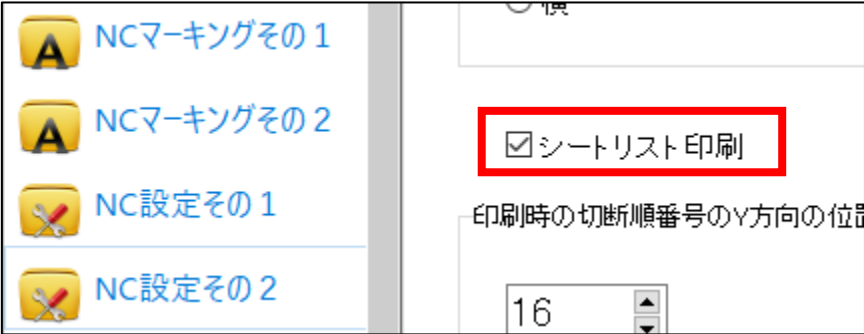 NCマーキングその1
NCマーキングその2
NC設定その1
NC設定その2
横
シートリスト印刷
印刷時の切断順番号のY方向の位置
16